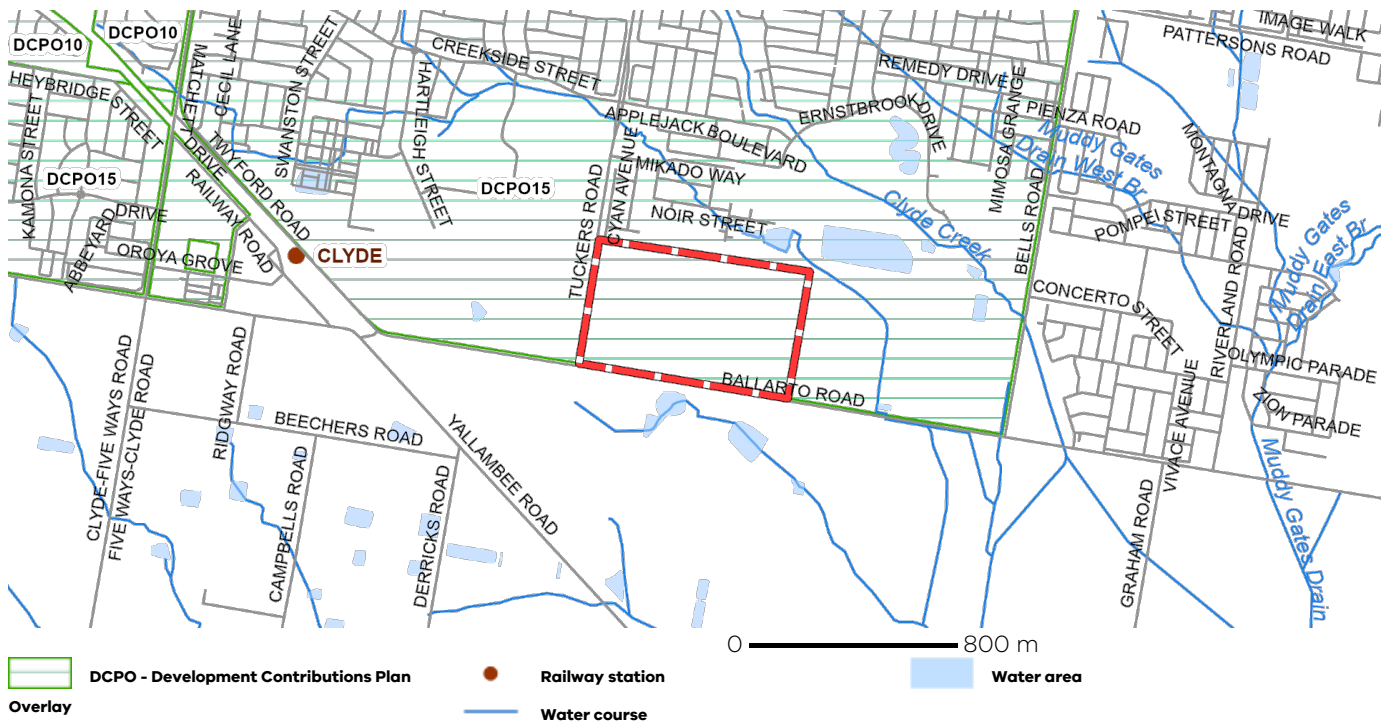 DCPO10
DCPO10
IMAGE WALK
PATTERSONS ROAD
CREEKSIDE STREET
REMEDY DRIVE
HEYBRIDGE STREET
MATCHETT DRIVE
CECIL LANE
SWANSTON STREET
HARTLEIGH STREET
KAMONA STREET
TWYFORD ROAD
RAILWAY ROAD
APPLEJACK BOULEVARD
ERNSTBROOK DRIVE
MIMOSA GRANGE
PIENZA ROAD
Muddy Gates
Drain West Br
MONTAGNA DRIVE
DCPO15
DCPO15
MIKADO WAY
CYAN AVENUE
TUCKERS ROAD
NOIR STREET
Clyde Creek
BELLS ROAD
POMPEI STREET
RIVERLAND ROAD
Muddy Gates
Drain East Br
ABBEYARD
DRIVE
OROYA GROVE
CLYDE
CONCERTO STREET
OLYMPIC PARADE
ZION PARADE
VIVACE AVENUE
BALLARTO ROAD
CLYDE-FIVE WAYS ROAD
FIVE WAYS-CLYDE ROAD
RIDGWAY ROAD
BEECHERS ROAD
CAMPBELLS ROAD
DERRICKS ROAD
YALLAMBEE ROAD
GRAHAM ROAD
Muddy Gates Drain
0 800 m
DCPO - Development Contributions Plan
Overlay
Railway station
Water course
Water area